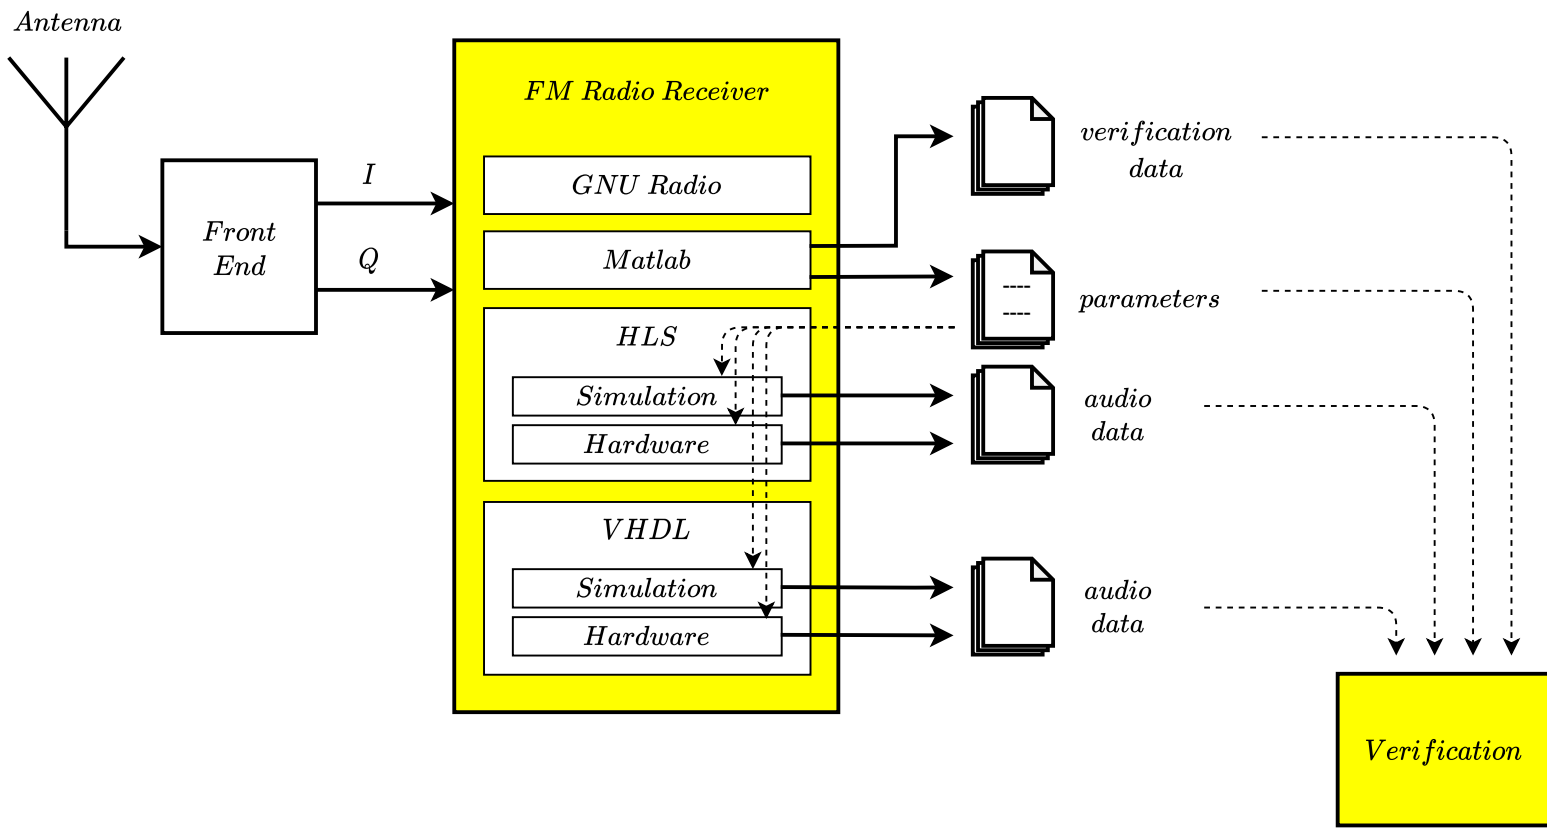 Antenna
Front
End
I
Q
FM Radio Receiver
GNU Radio
Matlab
HLS
Simulation
Hardware
VHDL
Simulation
Hardware
verification
data
----
----
parameters
audio
data
audio
data
Verification